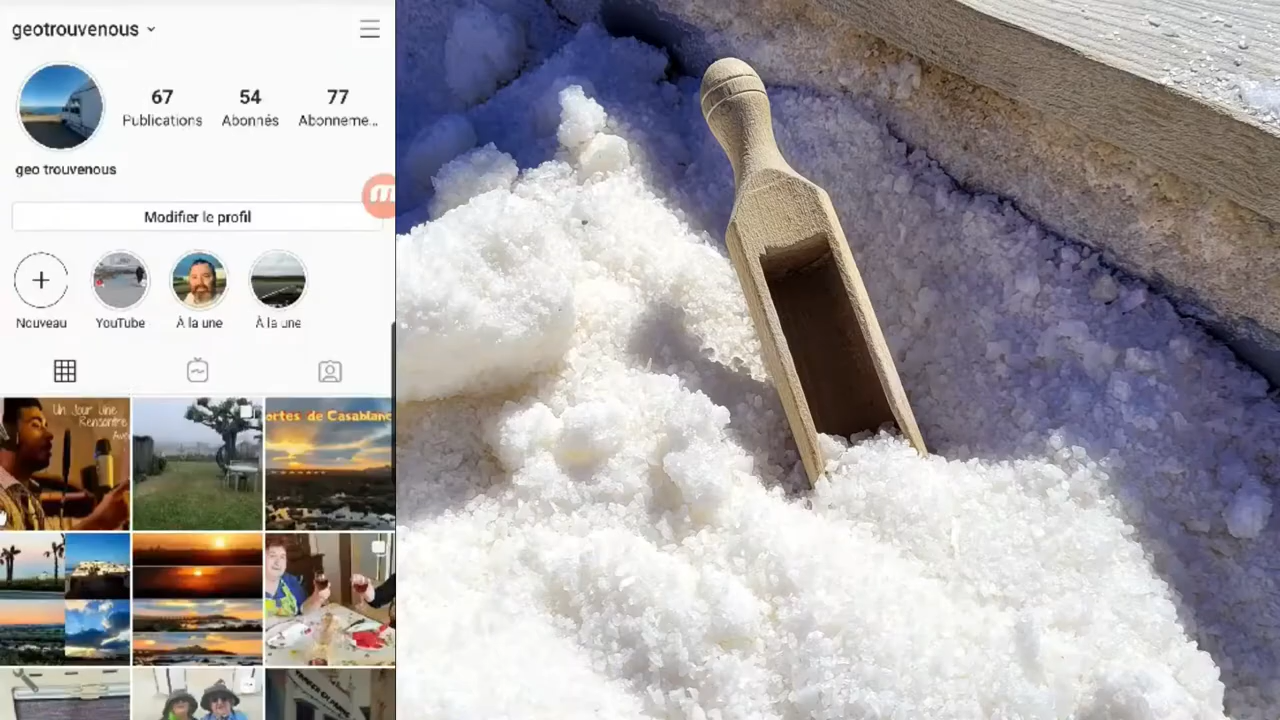 geotrouvenous
67
54
77
Publications
Abonnés
Abonneme...
geo trouvenous
Modifier le profil
Nouveau
YouTube
À la une
À la une
Un Jour Une
Rencontre
ortes de Casablanc